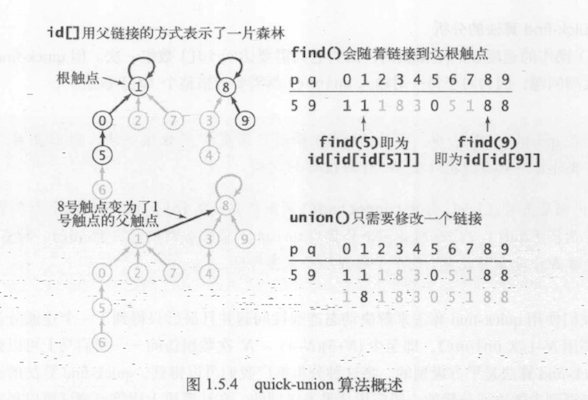 id[]用父链接的方式表示了一片森林
根触点
1
8
0
2
7
3
9
5
4
6
8号触点变为了1
号触点的父触点
8
1
3
9
0
2
7
4
5
6
find()会随着链接到达根触点
p q 0 1 2 3 4 5 6 7 8 9
5 9 1 1 1 8 3 0 5 1 8 8
find(5)即为
id[id[id[5]]]
find(9)
即为id[id[9]]
union()只需要修改一个链接
p q 0 1 2 3 4 5 6 7 8 9
5 9 1 1 1 8 3 0 5 1 8 8
1 8 1 8 3 0 5 1 8 8
图 1.5.4 quick-union 算法概述